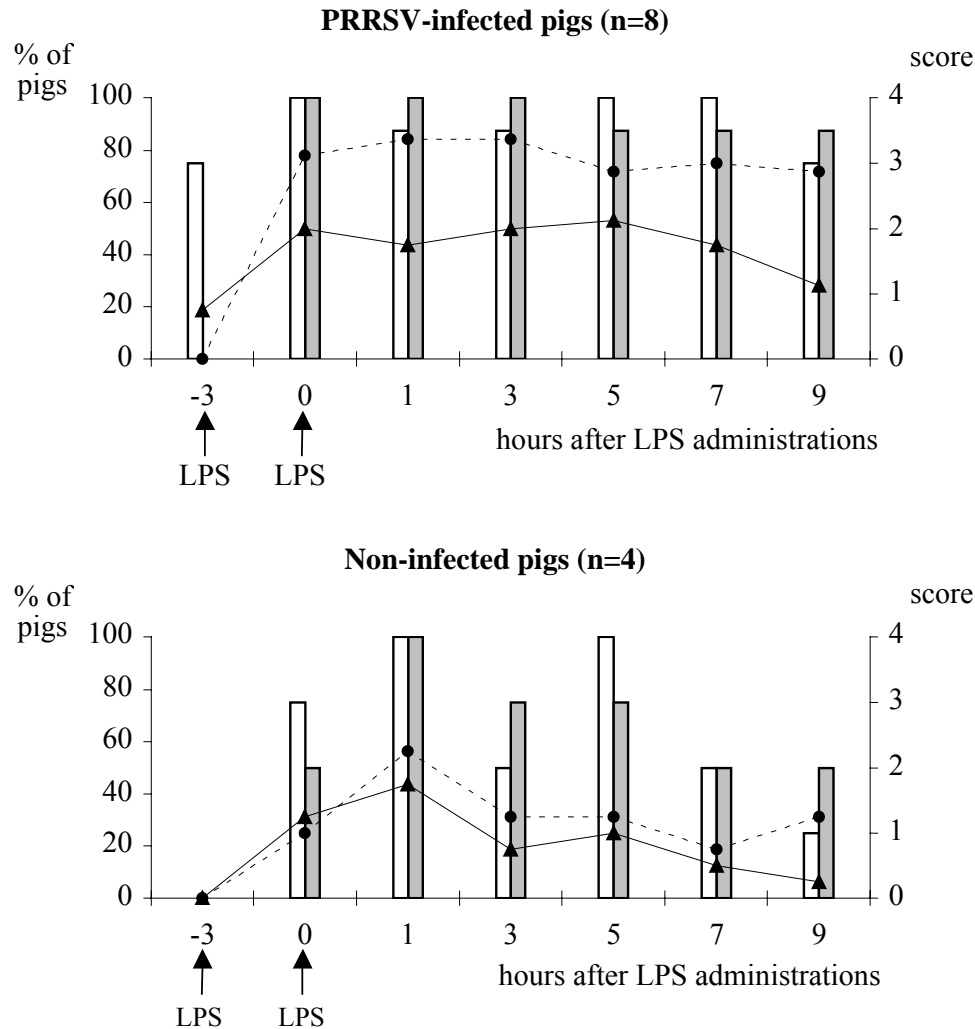 PRRSV-infected pigs (n=8)
% of
pigs
score
100
80
60
40
20
0
4
3
2
1
0
-3 0 1 3 5 7 9
hours after LPS administrations
LPS LPS
Non-infected pigs (n=4)
% of
pigs
score
100
80
60
40
20
0
4
3
2
1
0
-3 0 1 3 5 7 9
hours after LPS administrations
LPS LPS